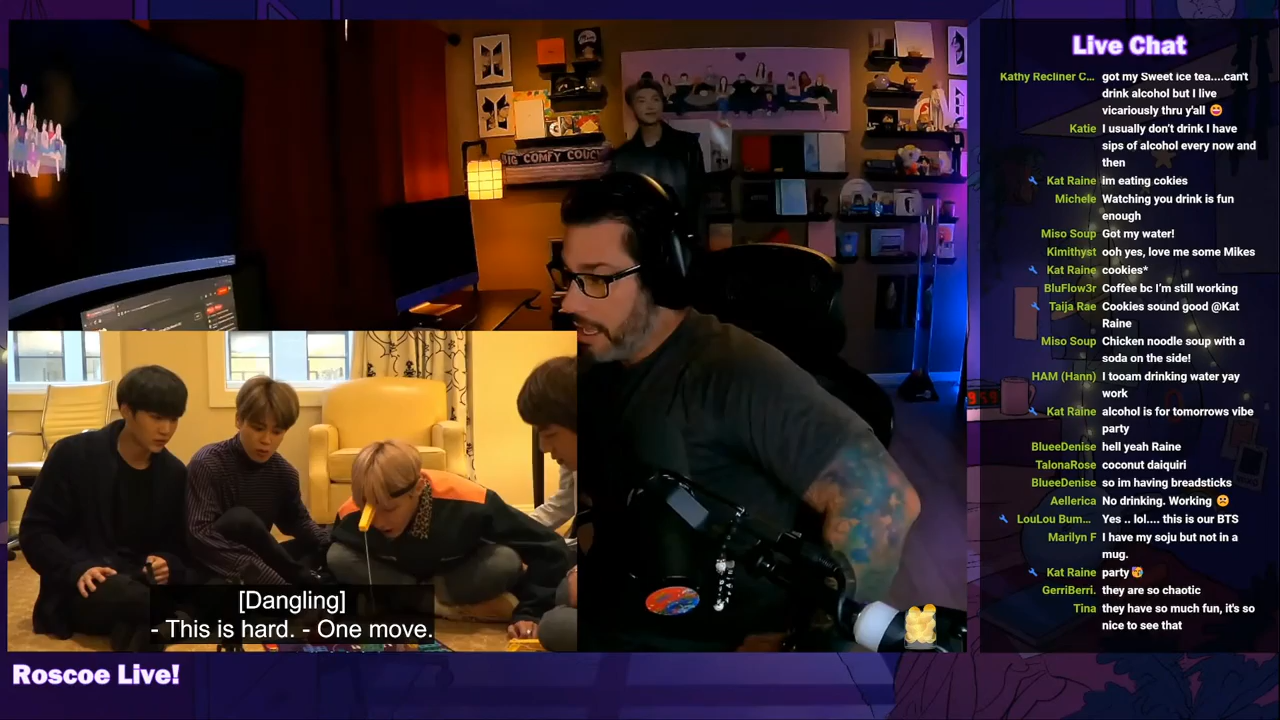 Live Chat
Kathy Recliner C... got my Sweet ice tea....can't
drink alcohol but I live
vicariously thru y'all 😄
Katie I usually don't drink I have
sips of alcohol every now and
then
Kat Raine im eating cokies
Michele Watching you drink is fun
enough
Miso Soup Got my water!
Kimithyst ooh yes, love me some Mikes
Kat Raine cookies*
BluFlow3r Coffee bc I'm still working
Taija Rae Cookies sound good @Kat
Raine
Miso Soup Chicken noodle soup with a
soda on the side!
HAM (Hann) I tooam drinking water yay
work
Kat Raine alcohol is for tomorrows vibe
party
BlueeDenise hell yeah Raine
TalonaRose coconut daiquiri
BlueeDenise so im having breadsticks
Aellerica No drinking. Working 🙁
LouLou Bum... Yes .. lol.... this is our BTS
Marilyn F I have my soju but not in a
mug.
Kat Raine party🥳
GerriBerri. they are so chaotic
Tina they have so much fun, it's so
nice to see that
BIG COMFY COUCH
9:59
[Dangling]
- This is hard. - One move.
Roscoe Live!